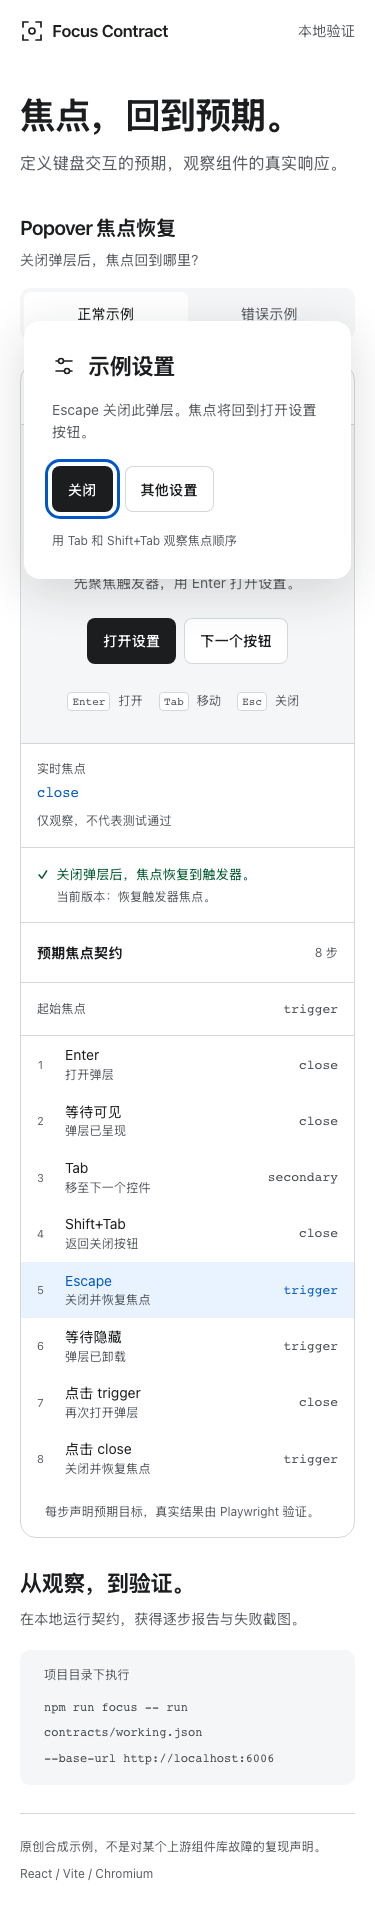 Focus Contract
本地验证
焦点，回到预期。
定义键盘交互的预期，观察组件的真实响应。
Popover 焦点恢复
关闭弹层后，焦点回到哪里?
正常示例
错误示例
示例设置
Escape 关闭此弹层。焦点将回到打开设置
按钮。
关闭
其他设置
用 Tab 和 Shift+Tab 观察焦点顺序
先聚焦触发器，用 Enter 打开设置。
打开设置
下一个按钮
Enter 打开 Tab 移动 Esc 关闭
实时焦点
close
仅观察，不代表测试通过
关闭弹层后，焦点恢复到触发器。
当前版本：恢复触发器焦点。
预期焦点契约
8 步
起始焦点
trigger
1 Enter close
打开弹层
2 等待可见 close
弹层已呈现
3 Tab secondary
移至下一个控件
4 Shift+Tab close
返回关闭按钮
5 Escape trigger
关闭并恢复焦点
6 等待隐藏 trigger
弹层已卸载
7 点击 trigger close
再次打开弹层
8 点击 close trigger
关闭并恢复焦点
每步声明预期目标，真实结果由 Playwright 验证。
从观察，到验证。
在本地运行契约，获得逐步报告与失败截图。
项目目录下执行
npm run focus -- run
contracts/working.json
--base-url http://localhost:6006
原创合成示例，不是对某个上游组件库故障的复现声明。
React / Vite / Chromium